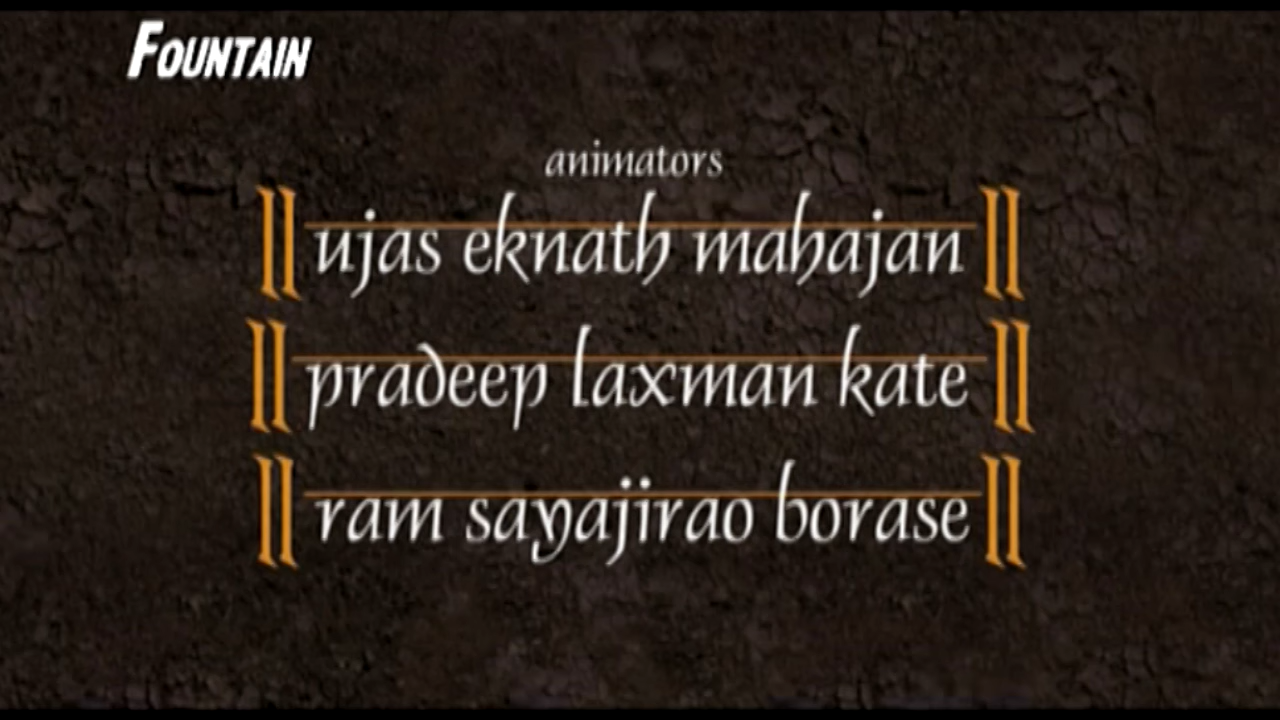 FOUNTAIN
animators
|| ujas eknath mahajan ||
|| pradeep laxman kate ||
|| ram sayajirao borase ||